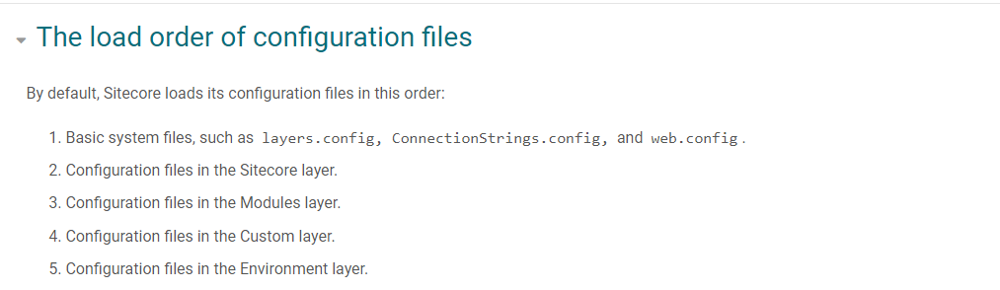 The load order of configuration files
By default, Sitecore loads its configuration files in this order:
1. Basic system files, such as layers.config, ConnectionStrings.config, and web.config.
2. Configuration files in the Sitecore layer.
3. Configuration files in the Modules layer.
4. Configuration files in the Custom layer.
5. Configuration files in the Environment layer.